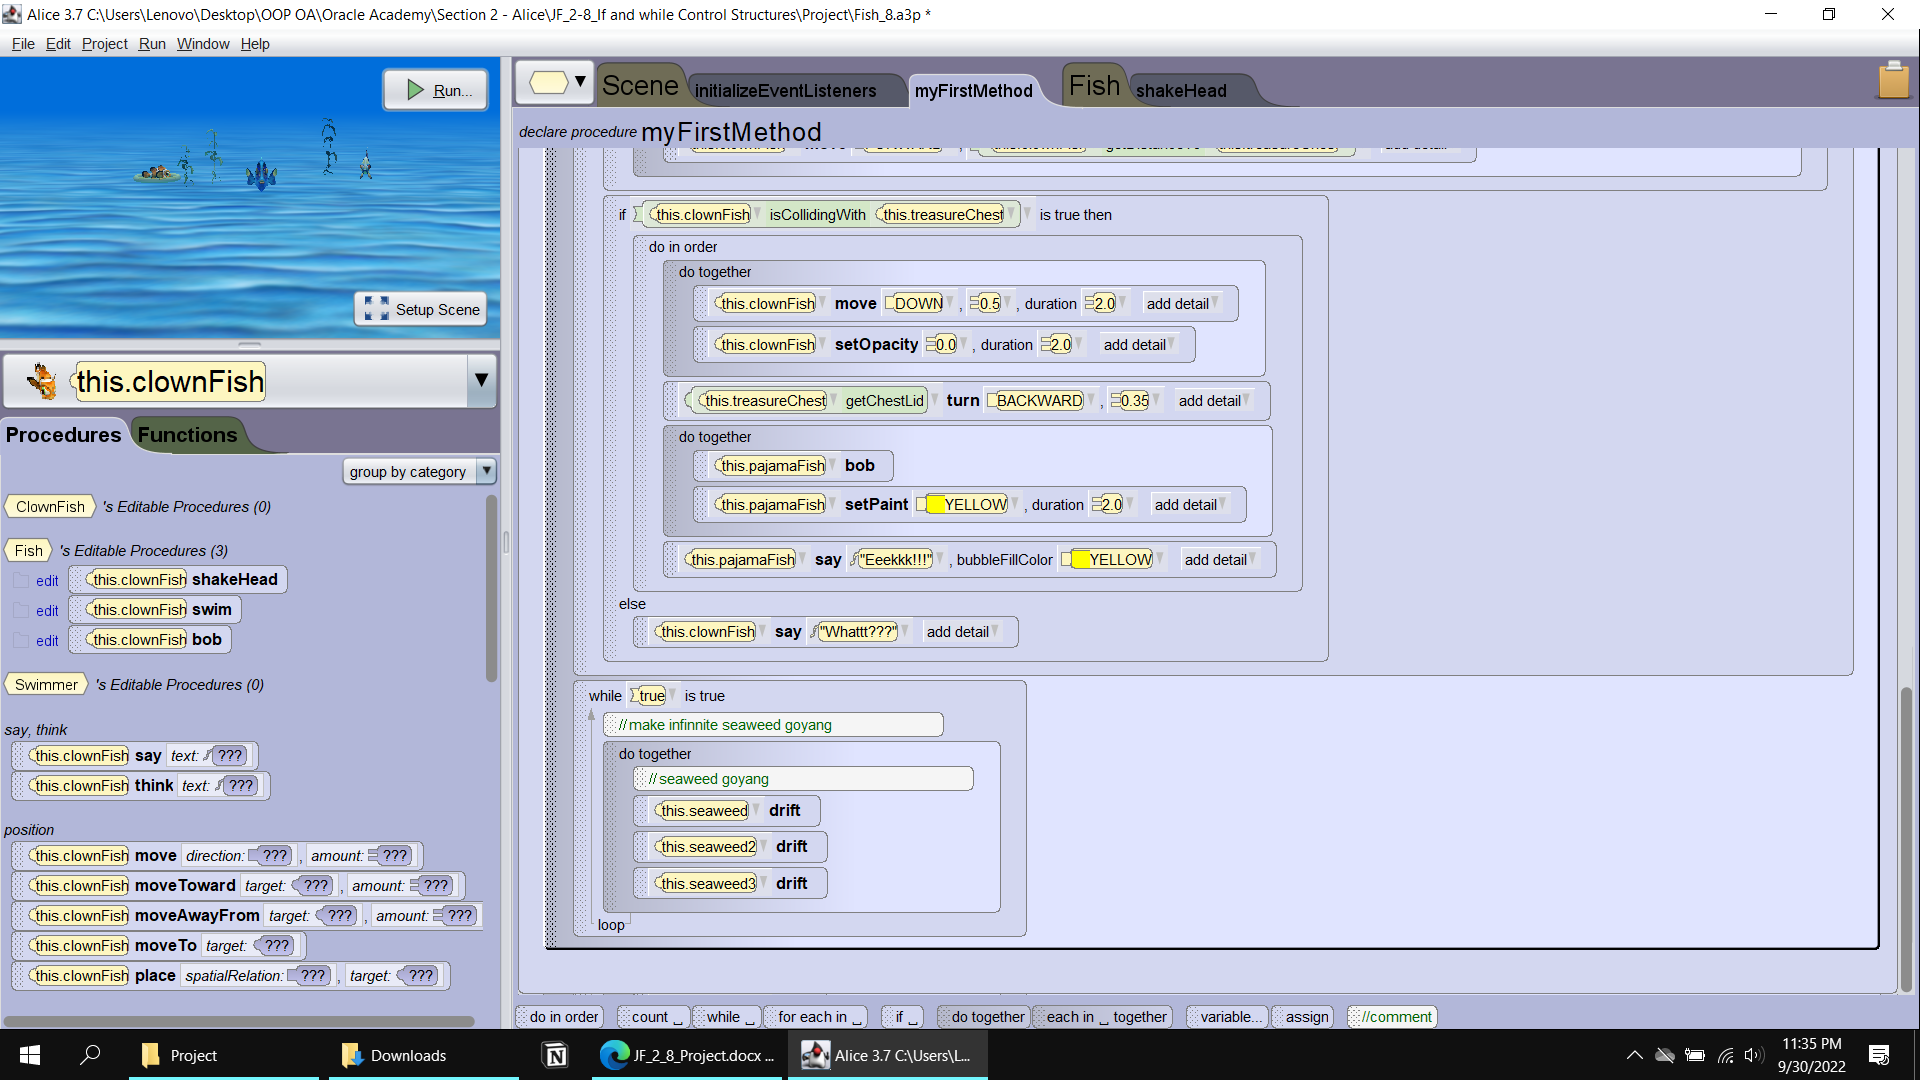 Alice 3.7 C:\Users\Lenovo\Desktop\OOP OA\Oracle Academy\Section 2 - Alice\JF_2-8_If and while Control Structures\Project\Fish_8.a3p *
File Edit Project Run Window Help
Run...
Setup Scene
this.clownFish
Procedures Functions
group by category
ClownFish 's Editable Procedures (0)
Fish 's Editable Procedures (3)
edit this.clownFish shakeHead
edit this.clownFish swim
edit this.clownFish bob
Swimmer 's Editable Procedures (0)
say, think
this.clownFish say text: ???
this.clownFish think text: ???
position
this.clownFish move direction: ??? , amount: ???
this.clownFish moveToward target: ??? , amount: ???
this.clownFish moveAwayFrom target: ??? , amount: ???
this.clownFish moveTo target: ???
this.clownFish place spatialRelation: ??? , target: ???
Scene initializeEventListeners myFirstMethod Fish shakeHead
declare procedure myFirstMethod
if this.clownFish isCollidingWith this.treasureChest is true then
do in order
do together
this.clownFish move DOWN , 0.5 , duration 2.0 add detail
this.clownFish setOpacity 0.0 , duration 2.0 add detail
this.treasureChest getChestLid turn BACKWARD , 0.35 add detail
do together
this.pajamaFish bob
this.pajamaFish setPaint YELLOW , duration 2.0 add detail
this.pajamaFish say "Eeekkk!!!" , bubbleFillColor YELLOW add detail
else
this.clownFish say "Whattt???" add detail
while true is true
//make infinnite seaweed goyang
do together
//seaweed goyang
this.seaweed drift
this.seaweed2 drift
this.seaweed3 drift
loop
do in order count _ while _ for each in _ if _ do together each in _ together variable... assign //comment
Project Downloads JF_2_8_Project.docx ... Alice 3.7 C:\Users\L...
11:35 PM
9/30/2022